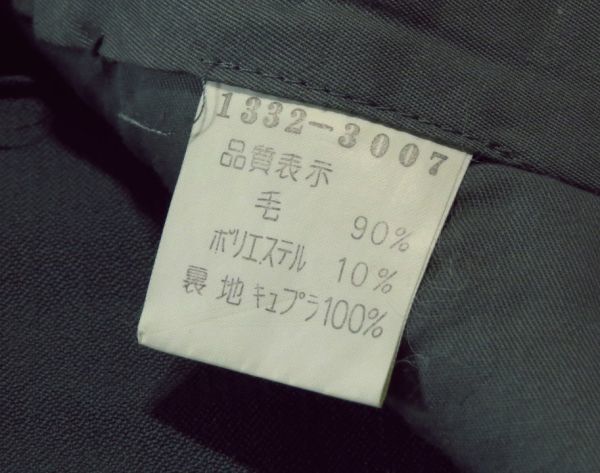 1332-3007
品質表示
毛 90%
ポリエステル 10%
裏地キュプラ100%